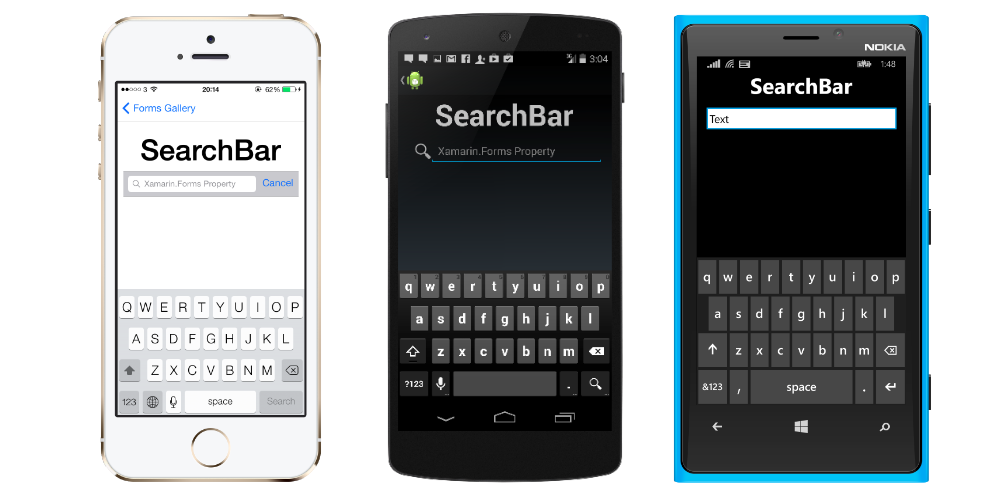 3 20:14 62%
Forms Gallery
SearchBar
Xamarin.Forms Property Cancel
Q W E R T Y U I O P
A S D F G H J K L
Z X C V B N M
123 space Search
3:04
SearchBar
Xamarin.Forms Property
q w e r t y u i o p
a s d f g h j k l
z x c v b n m
?123 .
NOKIA
1:48
SearchBar
Text
q w e r t y u i o p
a s d f g h j k l
z x c v b n m
&123 , space .